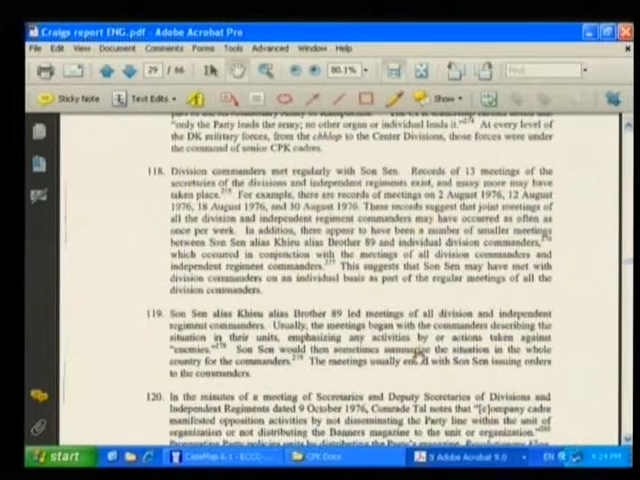 Craigs report ENG.pdf - Adobe Acrobat Pro
File Edit View Document Comments Forms Tools Advanced Window Help
29 / 66 80.1% Find
Sticky Note Text Edits Show
"only the Party leads the army; no other organ or individual leads it." At every level of
the DK military forces, from the chhlop to the Center Divisions, those forces were under
the command of senior CPK cadres.
118. Division commanders met regularly with Son Sen. Records of 13 meetings of the
secretaries of the divisions and independent regiments exist, and many more may have
taken place. For example, there are records of meetings on 2 August 1976, 12 August
1976, 18 August 1976, and 30 August 1976. These records suggest that joint meetings of
all the division and independent regiment commanders may have occurred as often as
once per week. In addition, there appear to have been a number of smaller meetings
between Son Sen alias Khieu alias Brother 89 and individual division commanders,
which occurred in conjunction with the meetings of all division commanders and
independent regiment commanders. This suggests that Son Sen may have met with
division commanders on an individual basis as part of the regular meetings of all the
division commanders.
119. Son Sen alias Khieu alias Brother 89 led meetings of all division and independent
regiment commanders. Usually, the meetings began with the commanders describing the
situation in their units, emphasizing any activities by or actions taken against
"enemies." Son Sen would then sometimes summarize the situation in the whole
country for the commanders. The meetings usually ended with Son Sen issuing orders
to the commanders.
120. In the minutes of a meeting of Secretaries and Deputy Secretaries of Divisions and
Independent Regiments dated 9 October 1976, Comrade Tal notes that "[c]ompany cadre
manifested opposition activities by not disseminating the Party line within the unit of
organization or not distributing the Banners magazine to the unit or organization."
start CaseMap 6.1 - ECCC-... CPK Docs 3 Adobe Acrobat 9.0 EN 4:24 PM